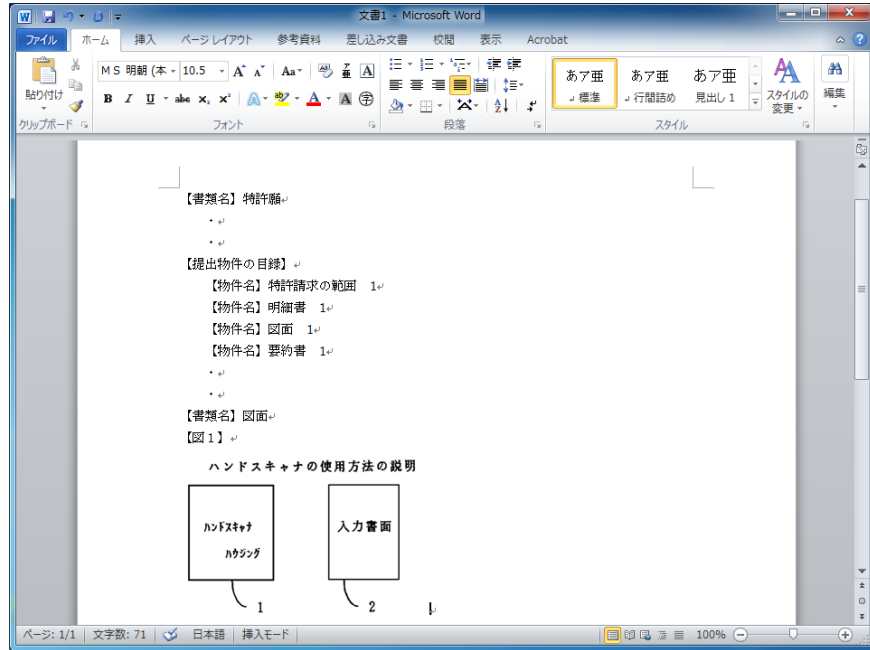 文書1 - Microsoft Word
ファイル ホーム 挿入 ページ レイアウト 参考資料 差し込み文書 校閲 表示 Acrobat
ＭＳ 明朝 (本 10.5
貼り付け
B I U abc x₂ x²
あア亜 あア亜 あア亜
標準 行間詰め 見出し 1
スタイルの
変更
編集
クリップボード フォント 段落 スタイル
【書類名】特許願
・
・
【提出物件の目録】
【物件名】特許請求の範囲 1
【物件名】明細書 1
【物件名】図面 1
【物件名】要約書 1
・
・
【書類名】図面
【図１】
ハンドスキャナの使用方法の説明
ﾊﾝﾄﾞｽｷｬﾅ
ﾊｳｼﾞﾝｸﾞ
入力書面
1 2
ページ: 1/1 文字数: 71 日本語 挿入モード 100%